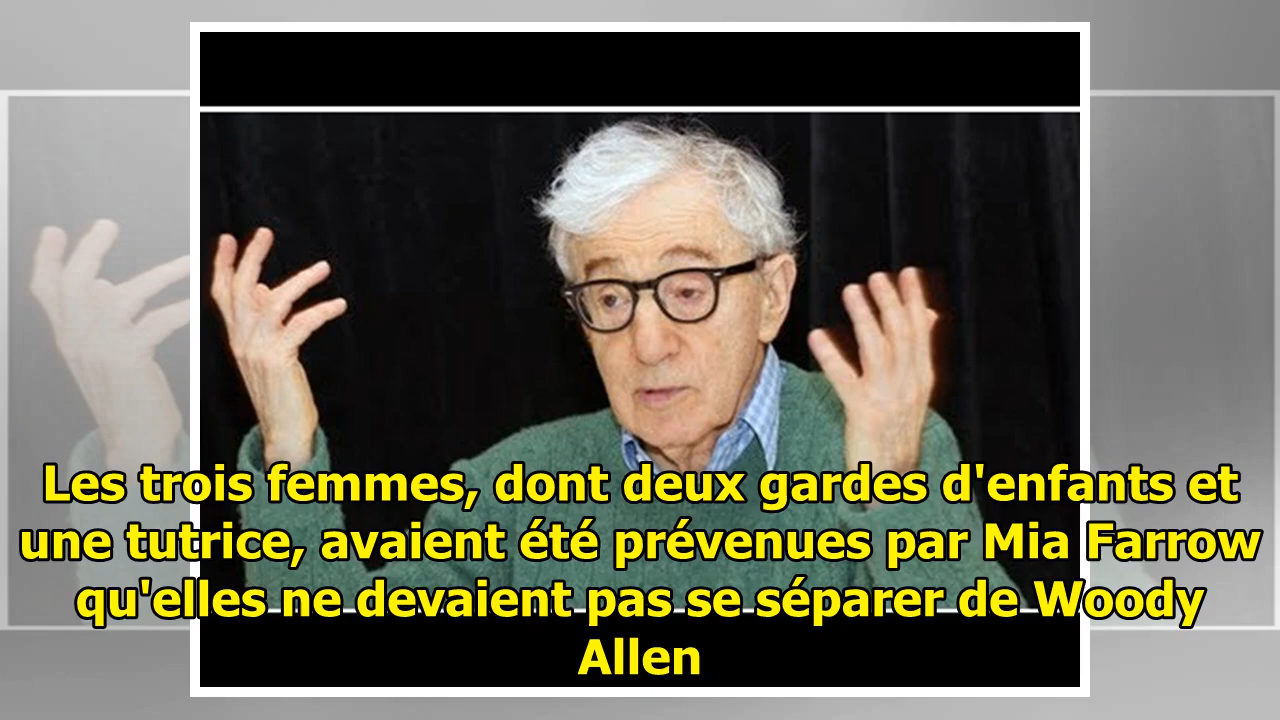 Les trois femmes, dont deux gardes d'enfants et
une tutrice, avaient été prévenues par Mia Farrow
qu'elles ne devaient pas se séparer de Woody
Allen